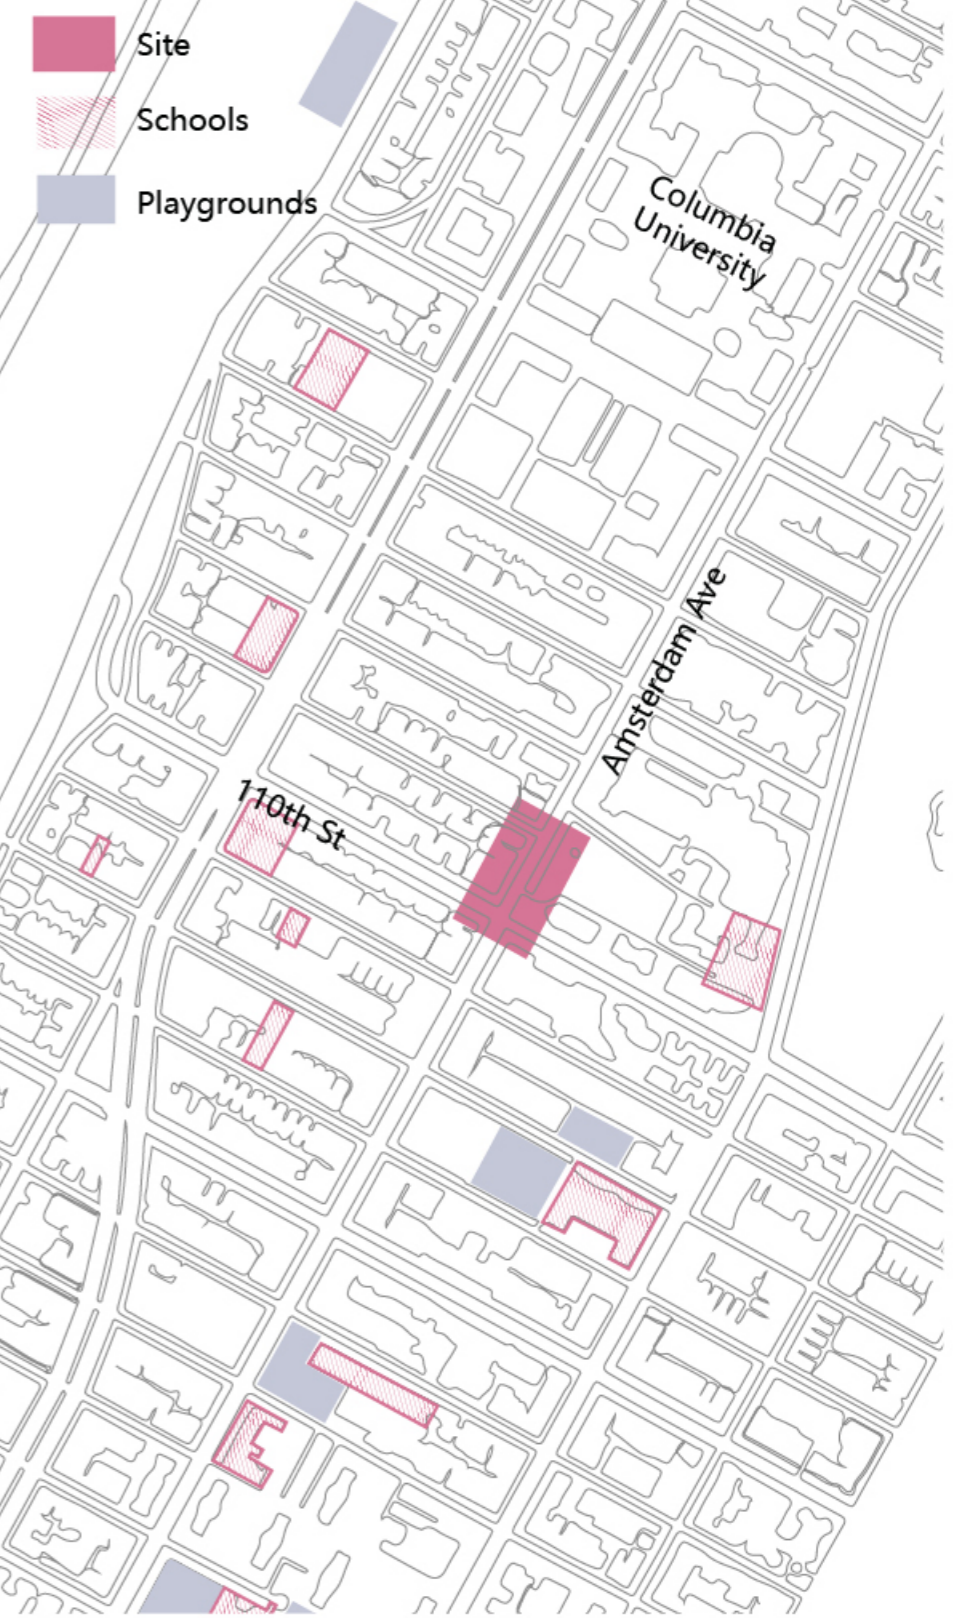 Site
Schools
Playgrounds
Columbia
University
Amsterdam Ave
110th St